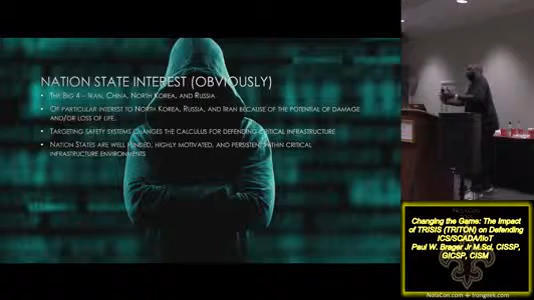 NATION STATE INTEREST (OBVIOUSLY)
• The Big 4 – Iran, China, North Korea, and Russia
• Of particular interest to North Korea, Russia, and Iran because of the potential of damage
and/or loss of life.
• Targeting safety systems changes the calculus for defending critical infrastructure
• Nation States are well funded, highly motivated, and persistent within critical
infrastructure environments
Changing the Game: The Impact
of TRISIS (TRITON) on Defending
ICS/SCADA/IIoT
Paul W. Brager Jr M.Sci, CISSP,
GICSP, CISM
NolaCon.com Irongeek.com